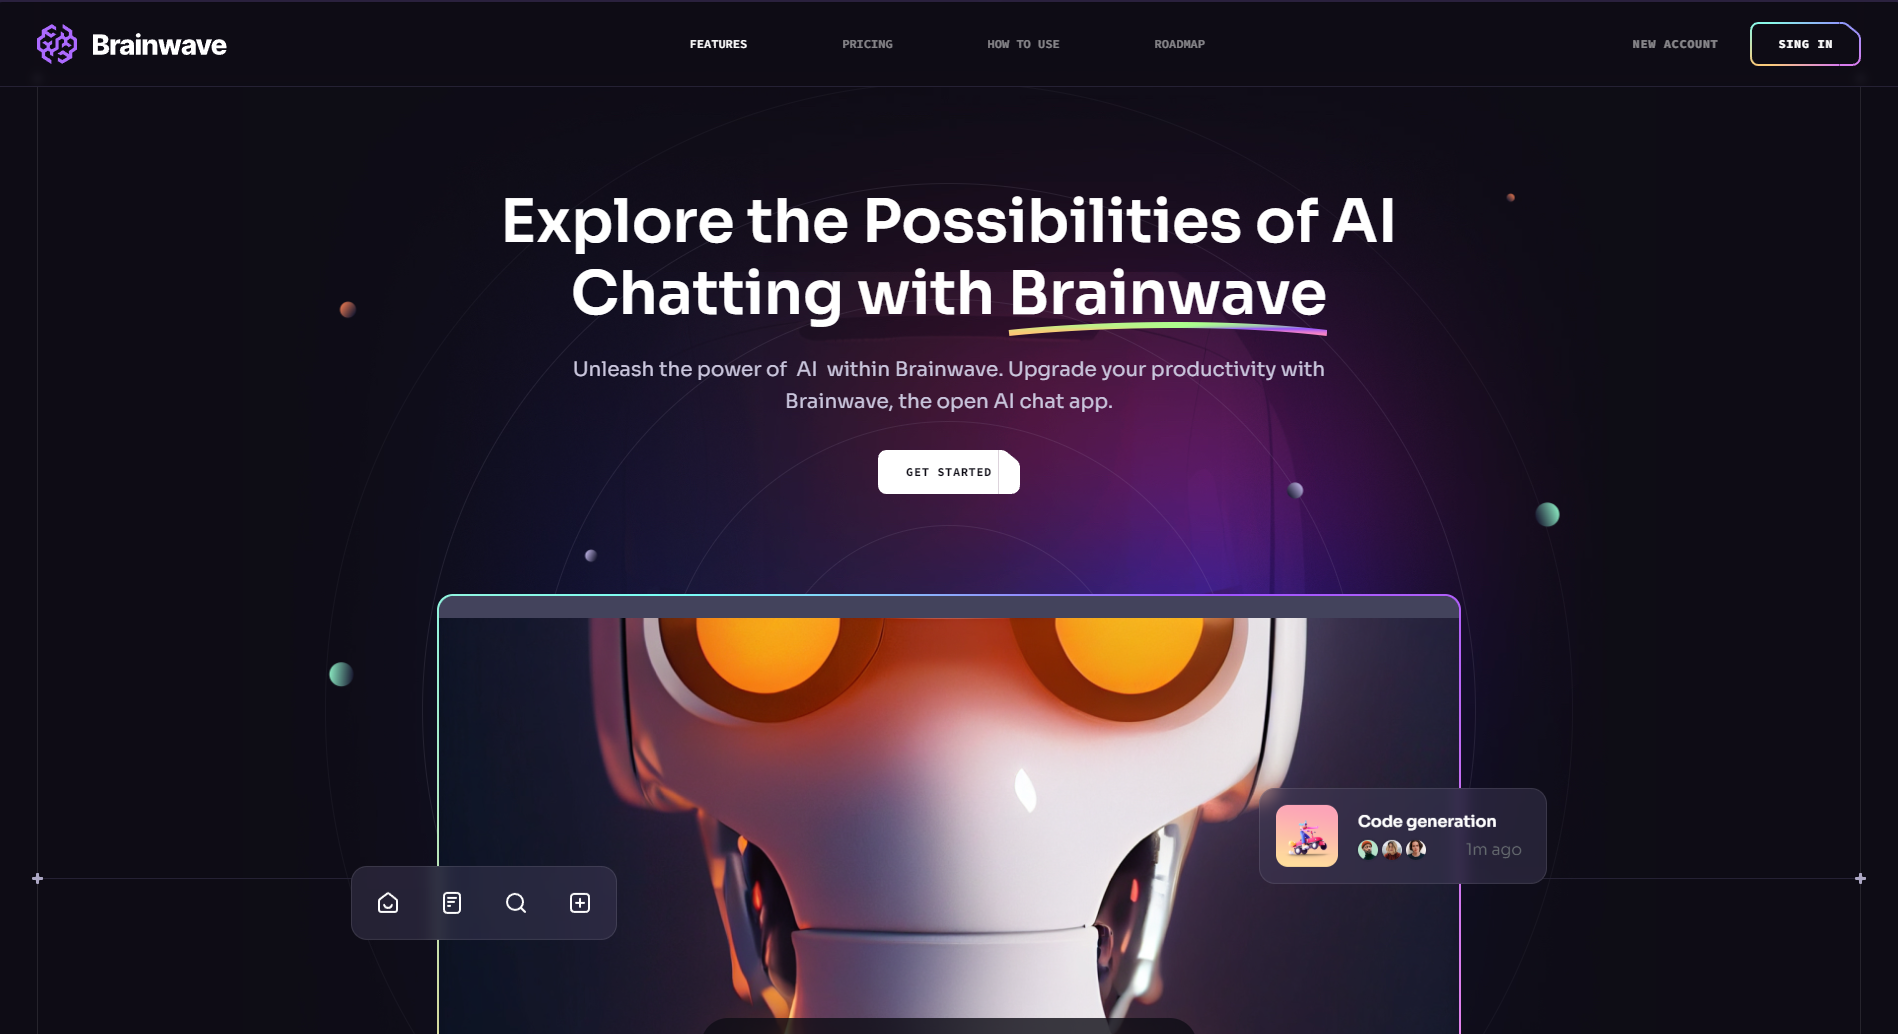 Brainwave
FEATURES
PRICING
HOW TO USE
ROADMAP
NEW ACCOUNT
SING IN
Explore the Possibilities of AI
Chatting with Brainwave
Unleash the power of AI within Brainwave. Upgrade your productivity with
Brainwave, the open AI chat app.
GET STARTED
Code generation
1m ago